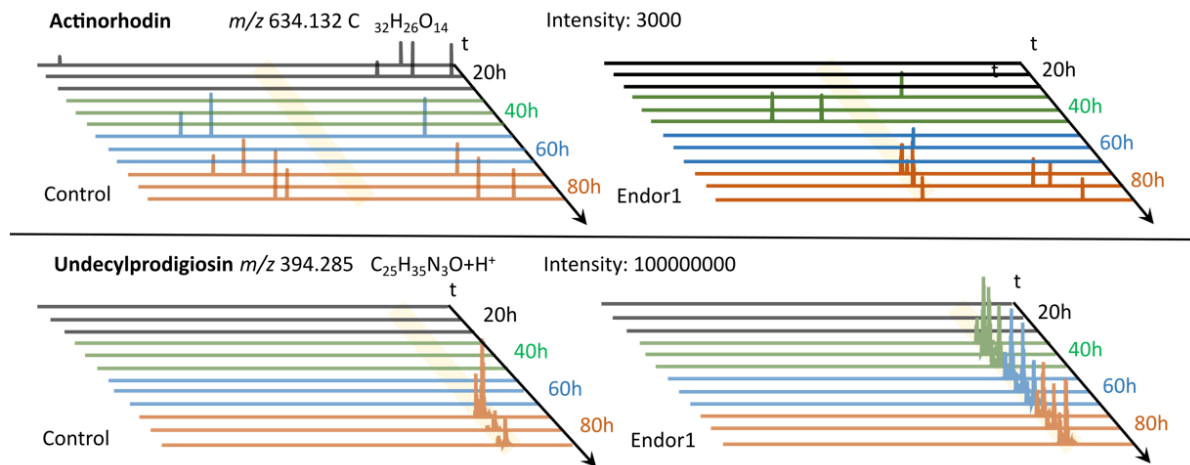 Actinorhodin m/z 634.132 C 32H26O14 Intensity: 3000
t
20h
40h
60h
80h
Control
t
20h
40h
60h
80h
Endor1
Undecylprodigiosin m/z 394.285 C25H35N3O+H+ Intensity: 100000000
t
20h
40h
60h
80h
Control
t
20h
40h
60h
80h
Endor1